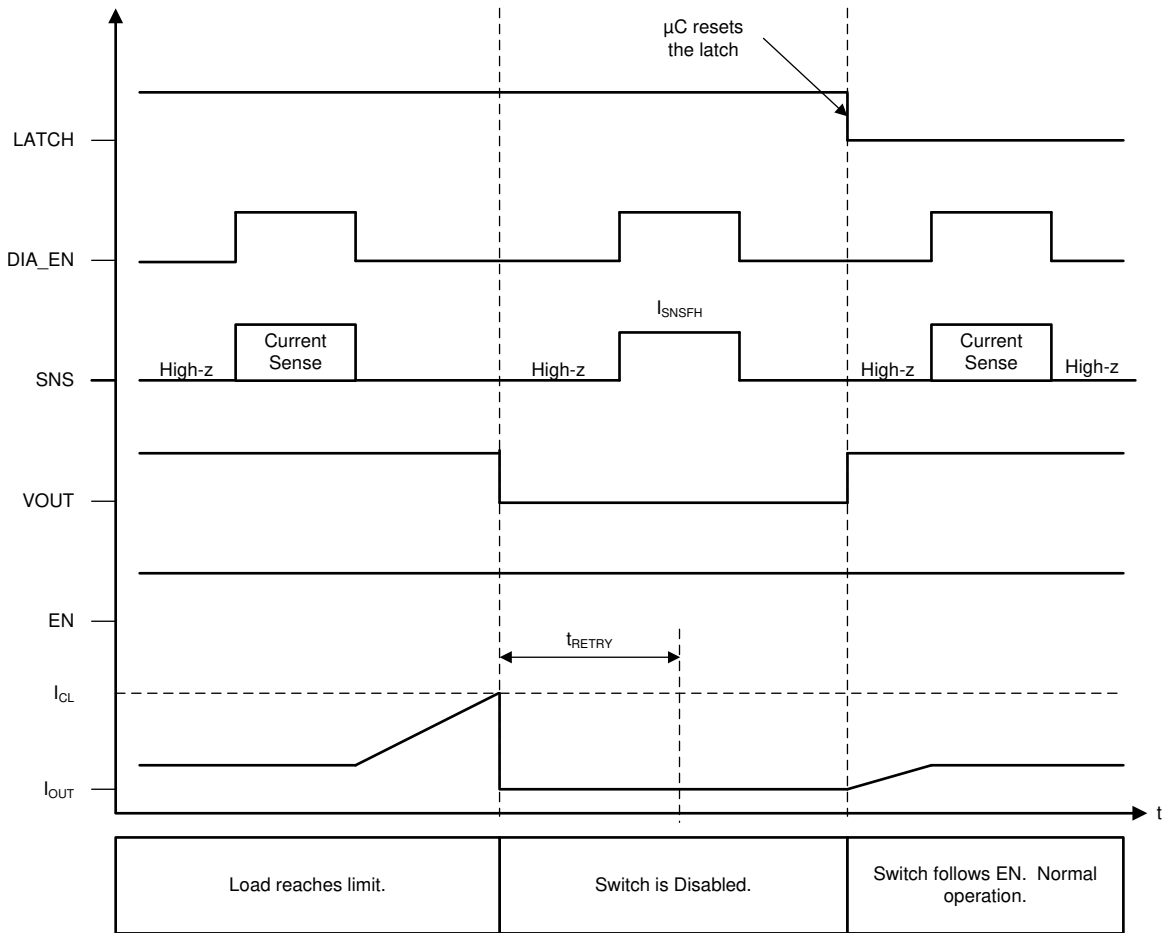 µC resets
the latch
LATCH
DIA_EN
ISNSFH
Current
Sense
High-z
High-z
High-z
Current
Sense
High-z
SNS
VOUT
EN
tRETRY
ICL
IOUT
t
Load reaches limit.
Switch is Disabled.
Switch follows EN. Normal
operation.